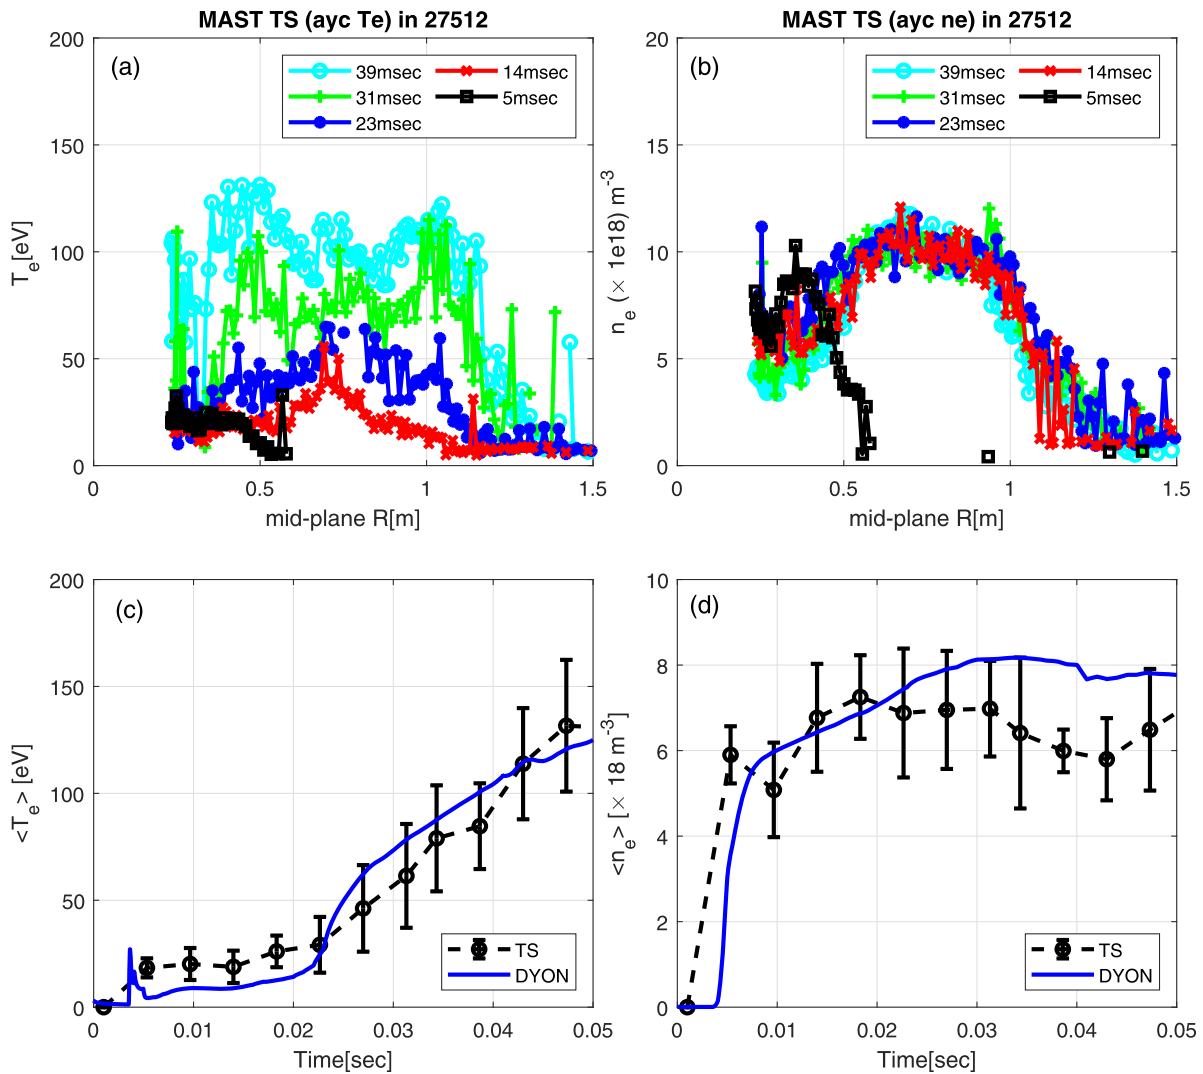 MAST TS (ayc Te) in 27512
(a)
39msec 14msec
31msec 5msec
23msec
200
150
100
50
0
T_e[eV]
0 0.5 1 1.5
mid-plane R[m]
MAST TS (ayc ne) in 27512
(b)
39msec 14msec
31msec 5msec
23msec
20
15
10
5
0
n_e (× 1e18) m^-3
0 0.5 1 1.5
mid-plane R[m]
(c)
200
150
100
50
0
<T_e> [eV]
TS
DYON
0 0.01 0.02 0.03 0.04 0.05
Time[sec]
(d)
10
8
6
4
2
0
<n_e> [× 18 m^-3]
TS
DYON
0 0.01 0.02 0.03 0.04 0.05
Time[sec]